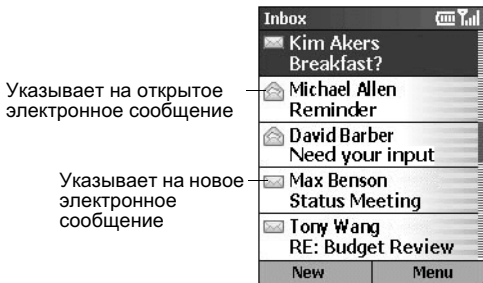 Указывает на открытое
электронное сообщение
Указывает на новое
электронное
сообщение
Inbox
Kim Akers
Breakfast?
Michael Allen
Reminder
David Barber
Need your input
Max Benson
Status Meeting
Tony Wang
RE: Budget Review
New Menu